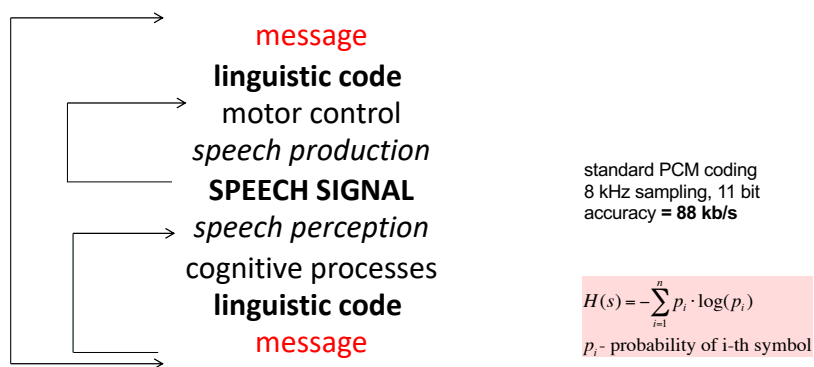 message
linguistic code
motor control
speech production
SPEECH SIGNAL
speech perception
cognitive processes
linguistic code
message
standard PCM coding
8 kHz sampling, 11 bit
accuracy = 88 kb/s
H(s) = -∑_{i=1}^{n} p_i · log(p_i)
p_i - probability of i-th symbol